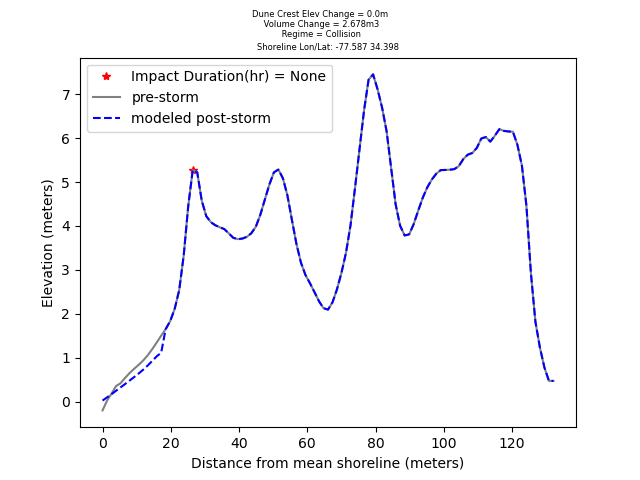 Dune Crest Elev Change = 0.0m
Volume Change = 2.678m3
Regime = Collision
Shoreline Lon/Lat: -77.587 34.398
Impact Duration(hr) = None
pre-storm
modeled post-storm
7
6
5
4
3
2
1
0
Elevation (meters)
0 20 40 60 80 100 120
Distance from mean shoreline (meters)